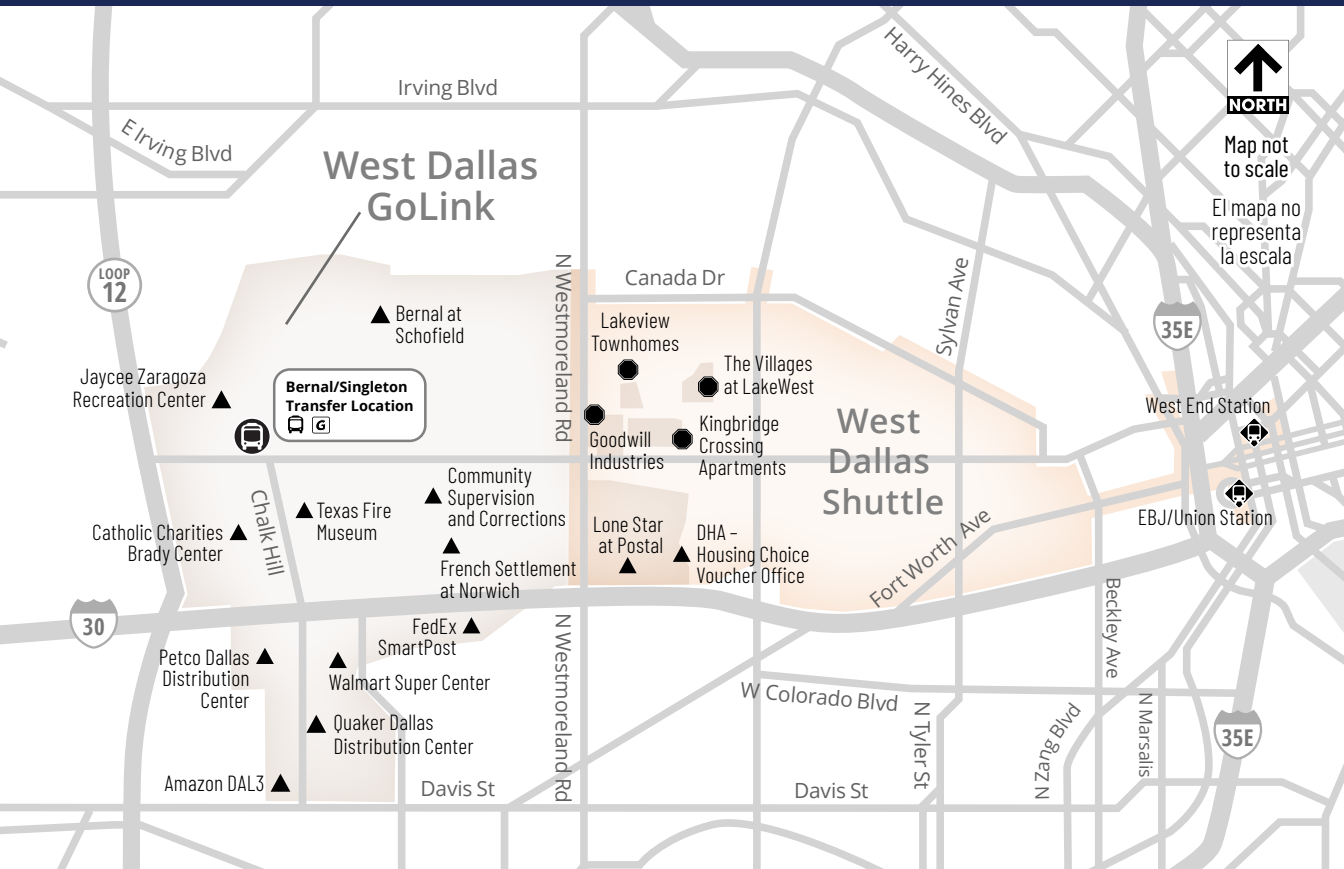 Irving Blvd
E Irving Blvd
Harry Hines Blvd
NORTH
Map not
to scale
El mapa no
representa
la escala
West Dallas
GoLink
LOOP
12
N Westmoreland Rd
Canada Dr
Sylvan Ave
35E
Bernal at
Schofield
Lakeview
Townhomes
The Villages
at LakeWest
Jaycee Zaragoza
Recreation Center
Bernal/Singleton
Transfer Location
G
Goodwill
Industries
Kingbridge
Crossing
Apartments
West
Dallas
Shuttle
West End Station
EBJ/Union Station
Community
Supervision
and Corrections
Chalk Hill
Texas Fire
Museum
Catholic Charities
Brady Center
French Settlement
at Norwich
Lone Star
at Postal
DHA –
Housing Choice
Voucher Office
Fort Worth Ave
Beckley Ave
30
FedEx
SmartPost
N Westmoreland Rd
Petco Dallas
Distribution
Center
Walmart Super Center
Quaker Dallas
Distribution Center
W Colorado Blvd
N Tyler St
N Zang Blvd
N Marsalis
35E
Amazon DAL3
Davis St
Davis St